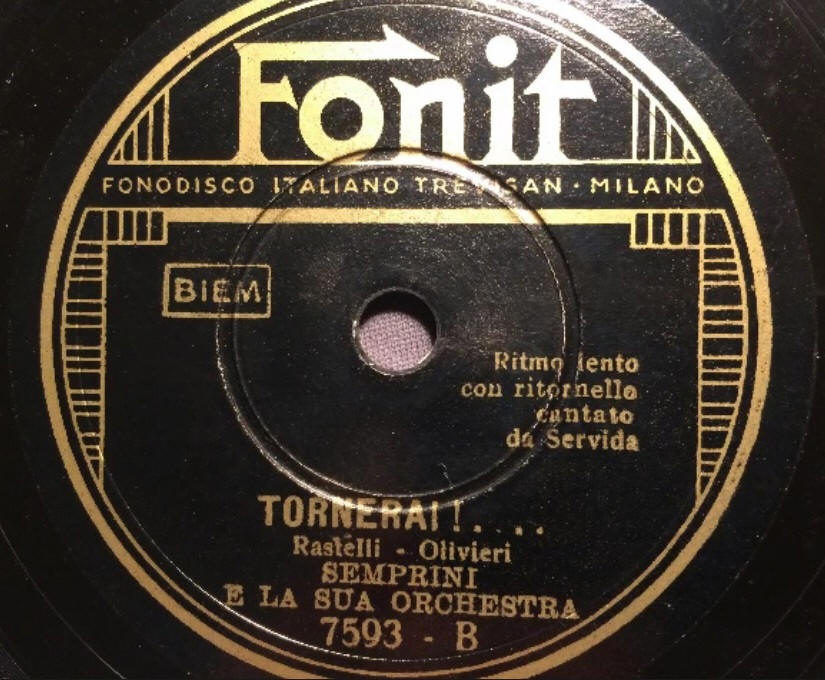 Fonit
FONODISCO ITALIANO TREVISAN · MILANO
BIEM
Ritmo lento
con ritornello
cantato
da Servida
TORNERAI!....
Rastelli - Olivieri
SEMPRINI
E LA SUA ORCHESTRA
7593 - B